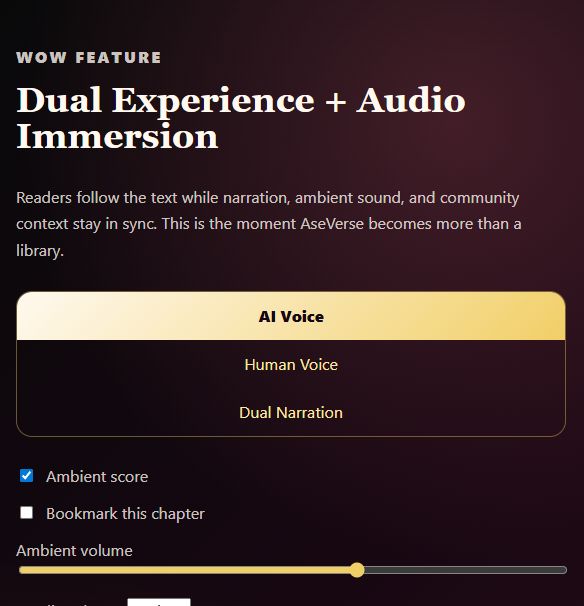 WOW FEATURE
Dual Experience + Audio
Immersion
Readers follow the text while narration, ambient sound, and community
context stay in sync. This is the moment AseVerse becomes more than a
library.
AI Voice
Human Voice
Dual Narration
Ambient score
Bookmark this chapter
Ambient volume